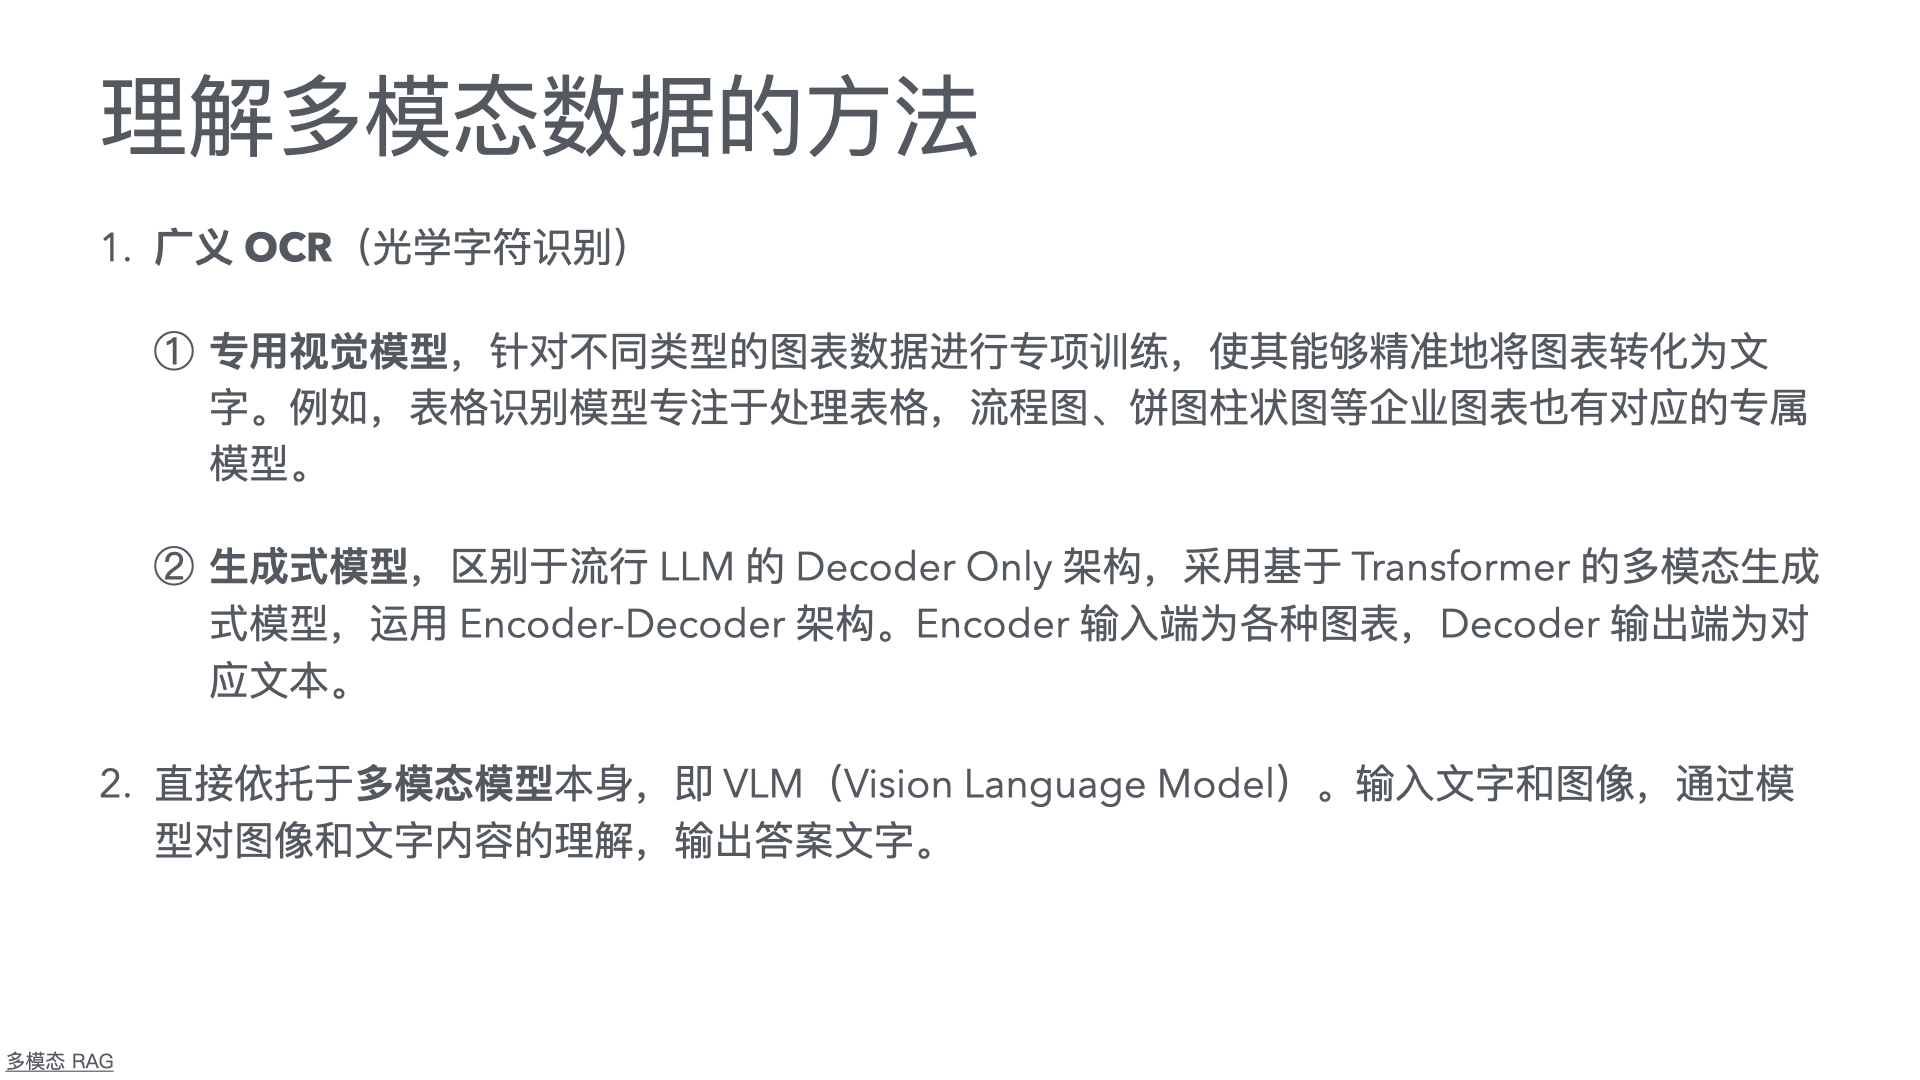 理解多模态数据的方法
1. 广义 OCR（光学字符识别）
① 专用视觉模型，针对不同类型的图表数据进行专项训练，使其能够精准地将图表转化为文
字。例如，表格识别模型专注于处理表格，流程图、饼图柱状图等企业图表也有对应的专属
模型。
② 生成式模型，区别于流行 LLM 的 Decoder Only 架构，采用基于 Transformer 的多模态生成
式模型，运用 Encoder-Decoder 架构。Encoder 输入端为各种图表，Decoder 输出端为对
应文本。
2. 直接依托于多模态模型本身，即 VLM（Vision Language Model）。输入文字和图像，通过模
型对图像和文字内容的理解，输出答案文字。
多模态 RAG